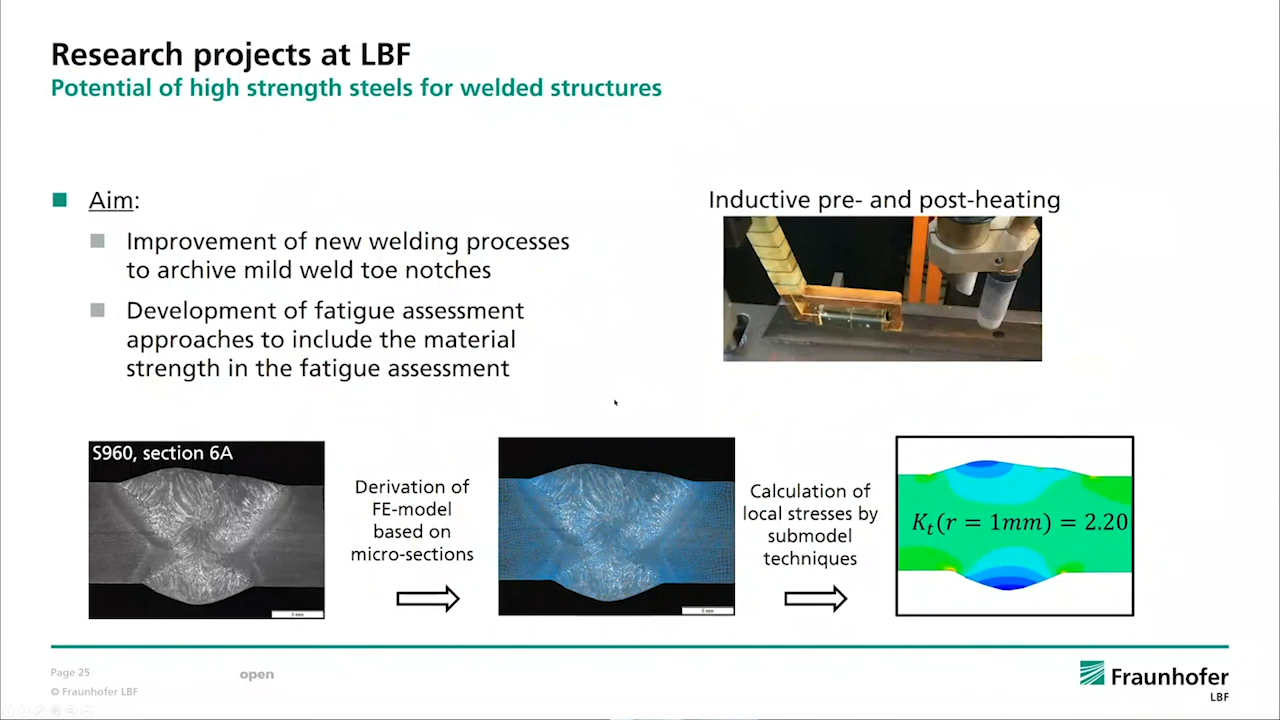 Research projects at LBF
Potential of high strength steels for welded structures
Aim:
Improvement of new welding processes
to archive mild weld toe notches
Development of fatigue assessment
approaches to include the material
strength in the fatigue assessment
Inductive pre- and post-heating
S960, section 6A
Derivation of
FE-model
based on
micro-sections
Calculation of
local stresses by
submodel
techniques
K_t(r = 1mm) = 2.20
Page 25
open
© Fraunhofer LBF
Fraunhofer
LBF